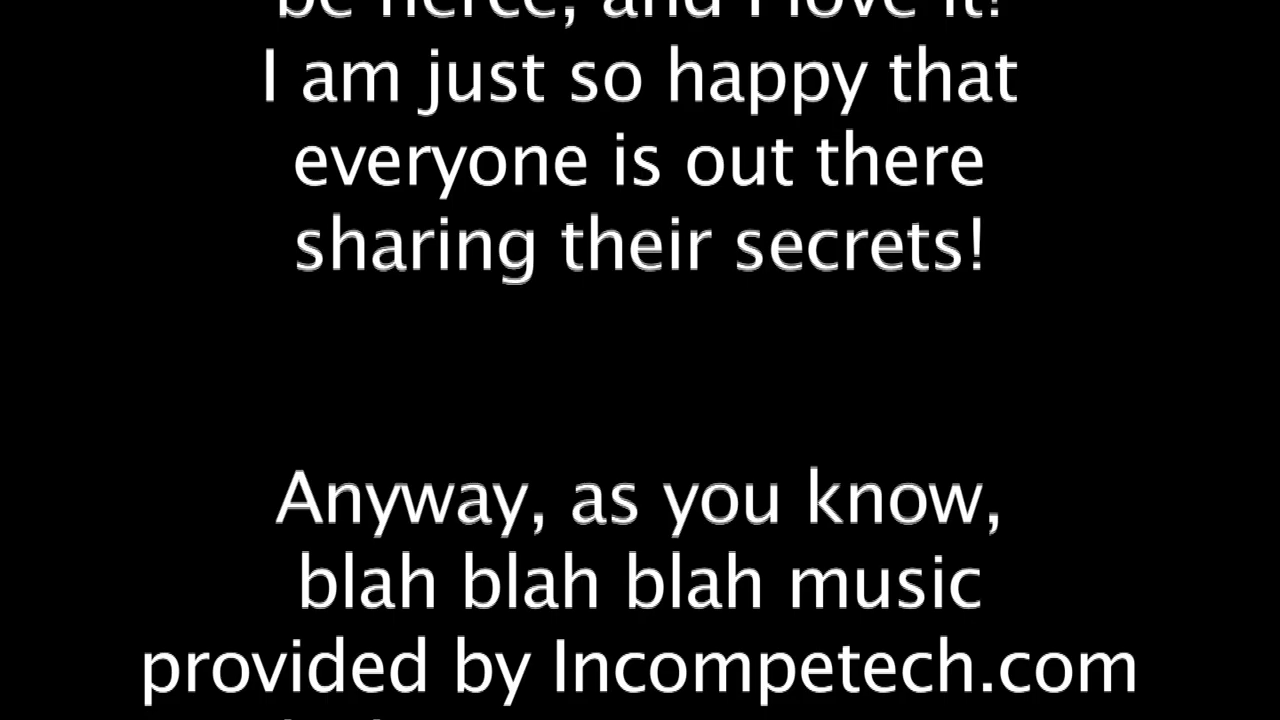 be fierce, and I love it!
I am just so happy that
everyone is out there
sharing their secrets!
Anyway, as you know,
blah blah blah music
provided by Incompetech.com